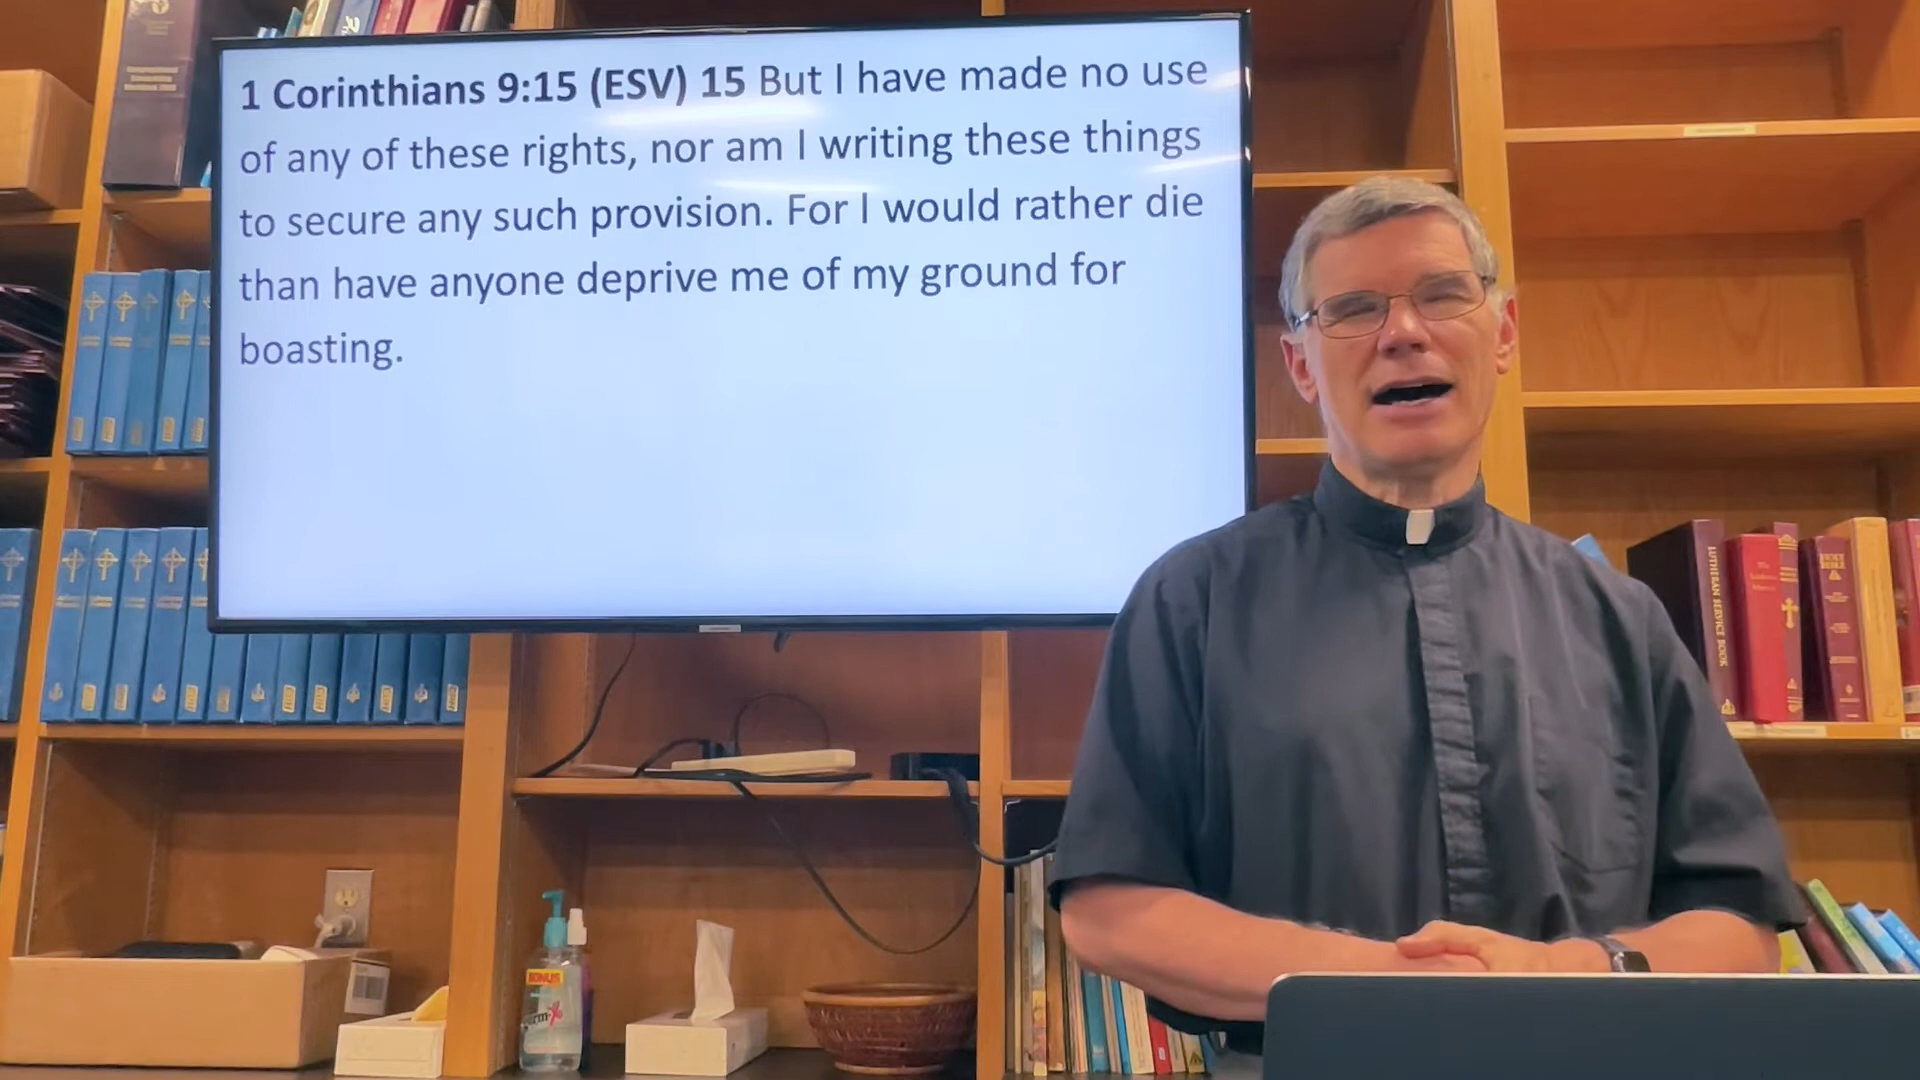 1 Corinthians 9:15 (ESV) 15 But I have made no use
of any of these rights, nor am I writing these things
to secure any such provision. For I would rather die
than have anyone deprive me of my ground for
boasting.
LUTHERAN SERVICE BOOK
HOLY
BIBLE
BONUS